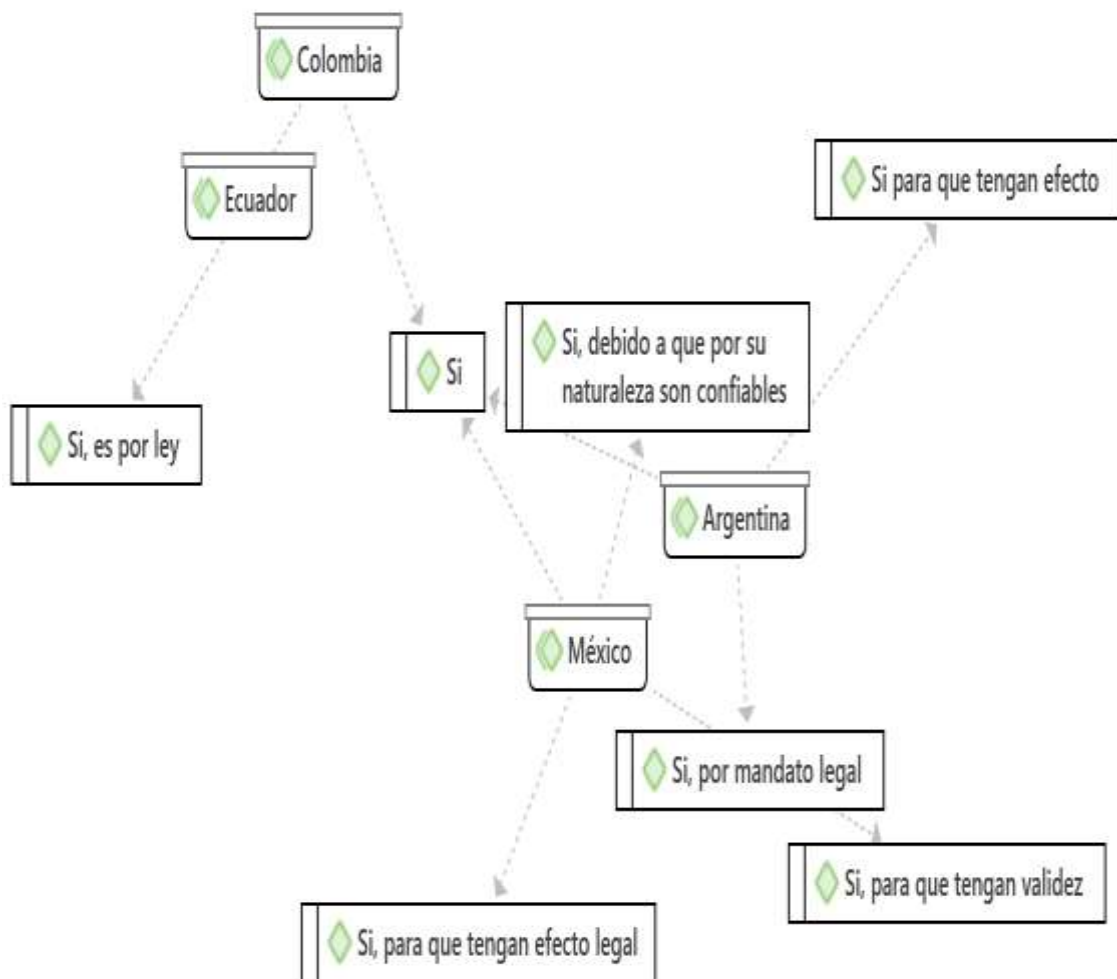 Colombia
Ecuador
Si para que tengan efecto
Si
Si, debido a que por su
naturaleza son confiables
Si, es por ley
Argentina
México
Si, por mandato legal
Si, para que tengan validez
Si, para que tengan efecto legal